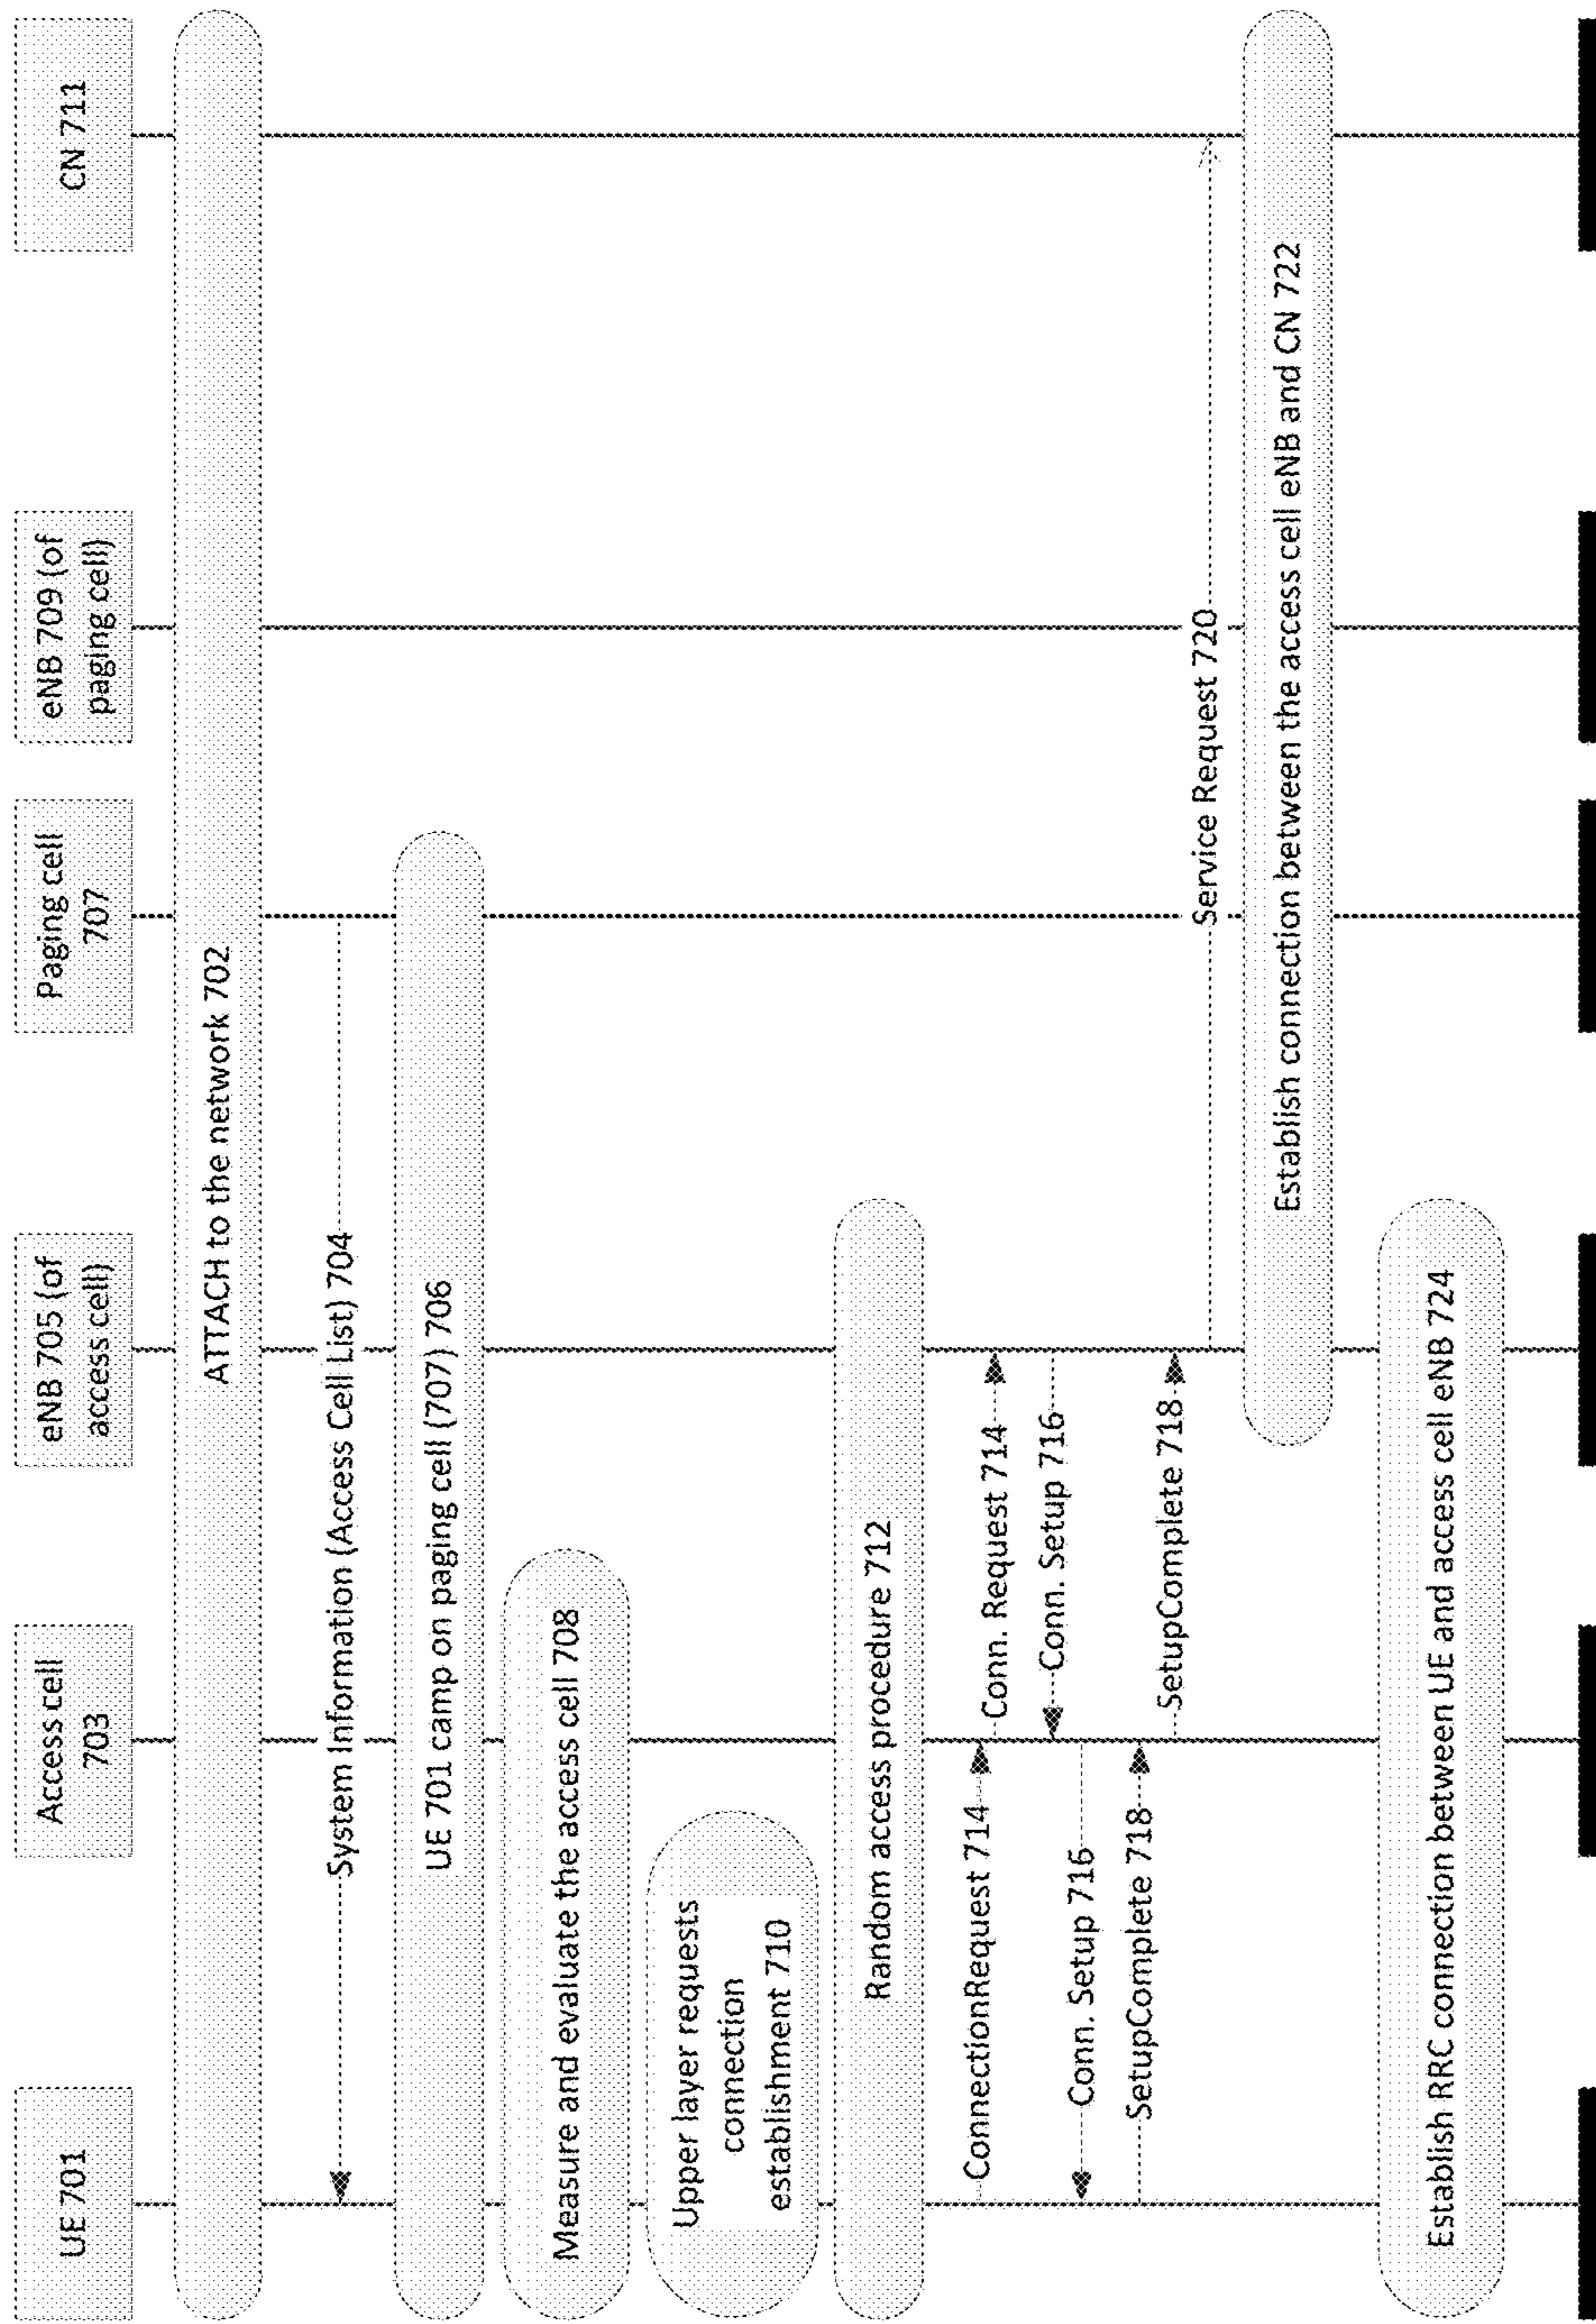 UE 701
Access cell
703
eNB 705 (of
access cell)
Paging cell
707
eNB 709 (of
paging cell)
CN 711
ATTACH to the network 702
System Information (Access Cell List) 704
UE 701 camp on paging cell (707) 706
Measure and evaluate the access cell 708
Upper layer requests
connection
establishment 710
Random access procedure 712
ConnectionRequest 714
Conn. Request 714
Conn. Setup 716
Conn. Setup 716
SetupComplete 718
SetupComplete 718
Service Request 720
Establish connection between the access cell eNB and CN 722
Establish RRC connection between UE and access cell eNB 724